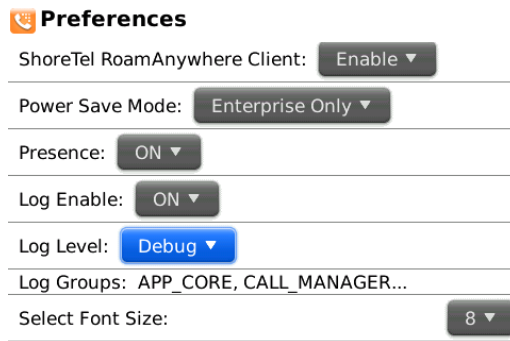 Preferences
ShoreTel RoamAnywhere Client: Enable
Power Save Mode: Enterprise Only
Presence: ON
Log Enable: ON
Log Level: Debug
Log Groups: APP_CORE, CALL_MANAGER...
Select Font Size: 8